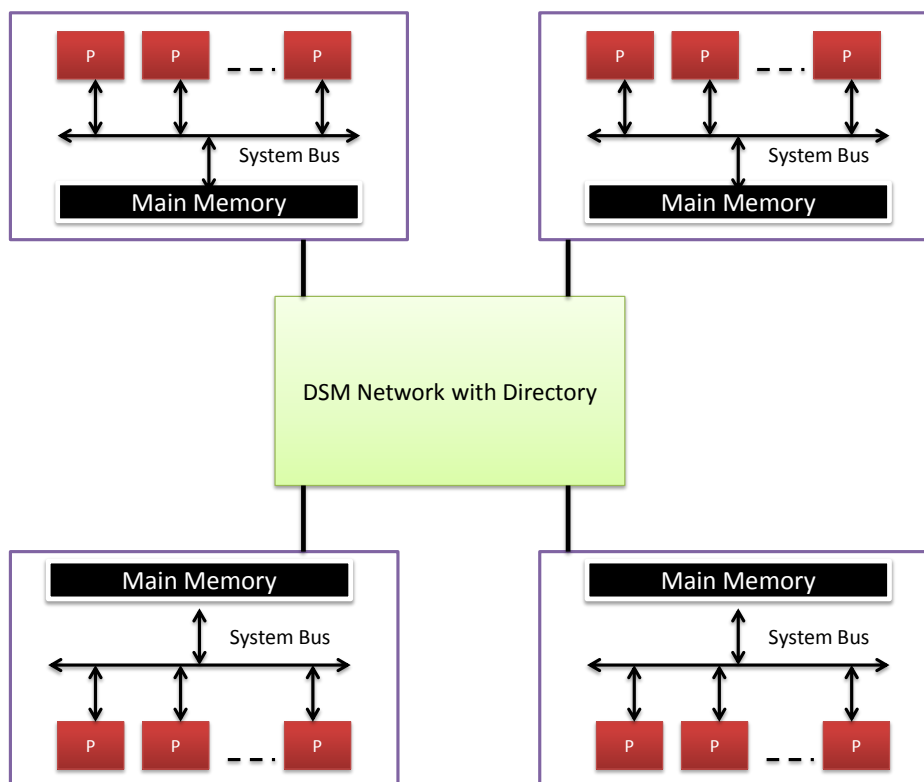 P P P
P P P
System Bus
System Bus
Main Memory
Main Memory
DSM Network with Directory
Main Memory
Main Memory
System Bus
System Bus
P P P
P P P